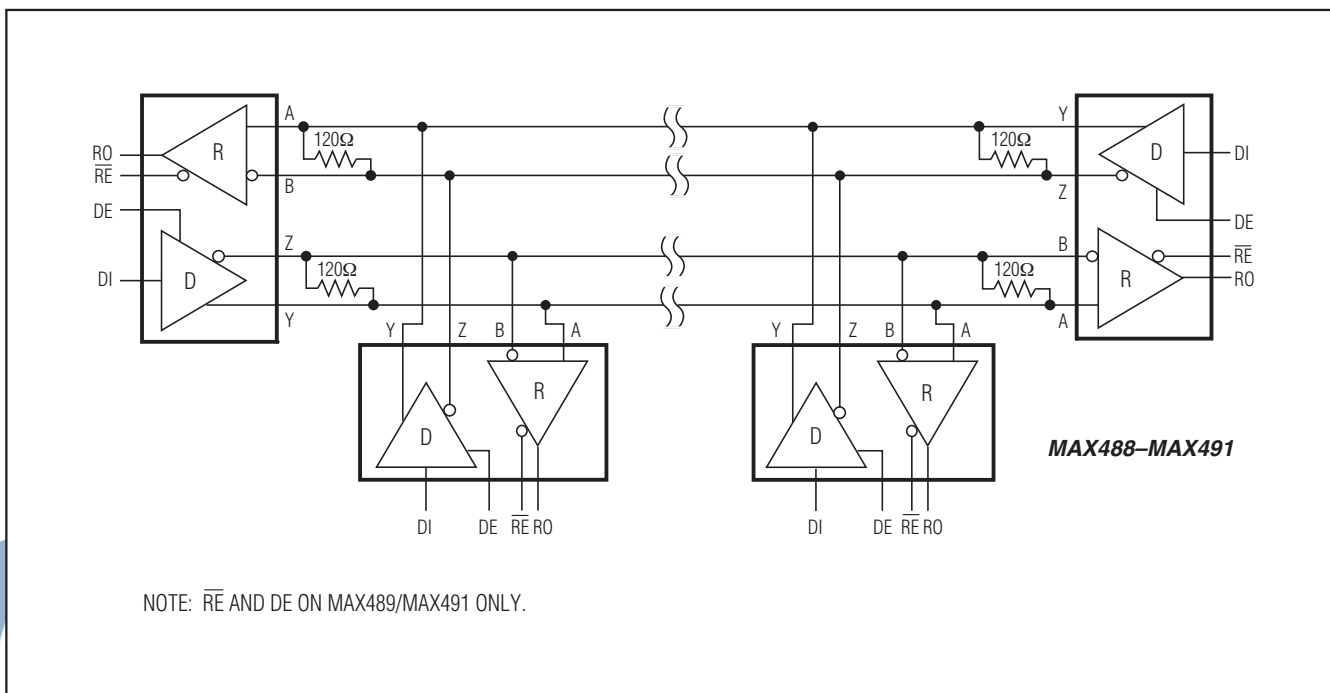 A Y
120Ω 120Ω
RO R D DI
RE
B Z
DE DE
Z B
120Ω 120Ω
RE
DI D R RO
Y A
Y Z B A Y Z B A
R R
D D
MAX488–MAX491
DI DE RE RO DI DE RE RO
NOTE: RE AND DE ON MAX489/MAX491 ONLY.